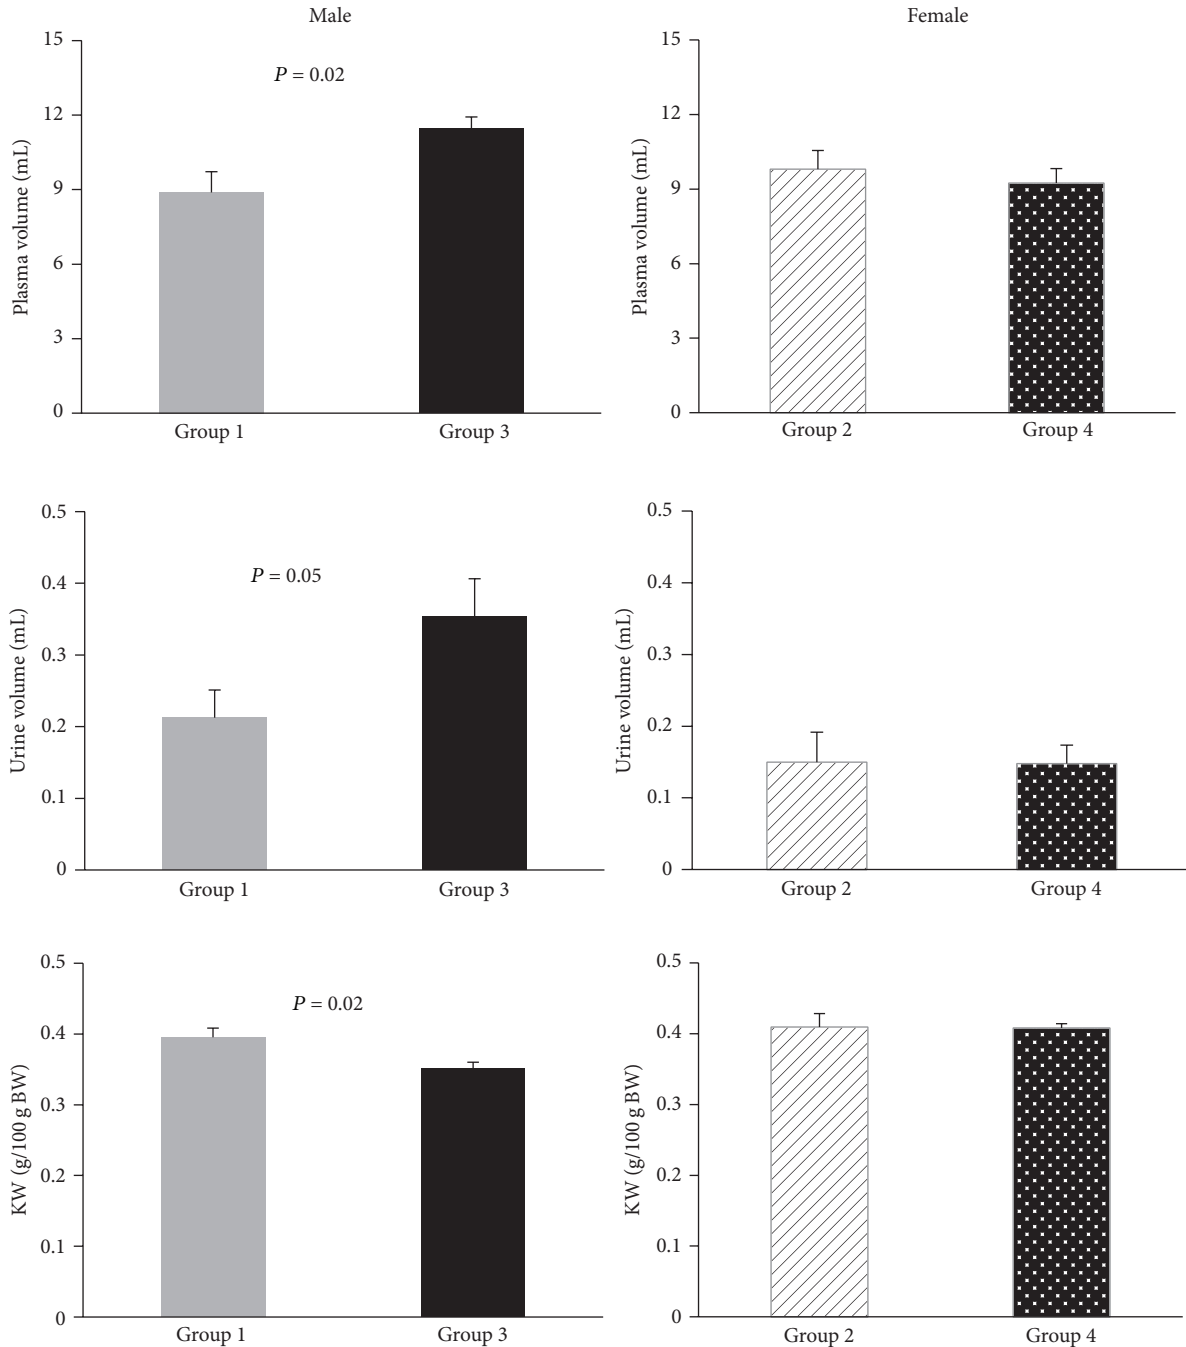 Male
15
12
9
6
3
0
Plasma volume (mL)
P = 0.02
Group 1
Group 3
Female
15
12
9
6
3
0
Plasma volume (mL)
Group 2
Group 4
0.5
0.4
0.3
0.2
0.1
0
Urine volume (mL)
P = 0.05
Group 1
Group 3
0.5
0.4
0.3
0.2
0.1
0
Urine volume (mL)
Group 2
Group 4
0.5
0.4
0.3
0.2
0.1
0
KW (g/100 g BW)
P = 0.02
Group 1
Group 3
0.5
0.4
0.3
0.2
0.1
0
KW (g/100 g BW)
Group 2
Group 4